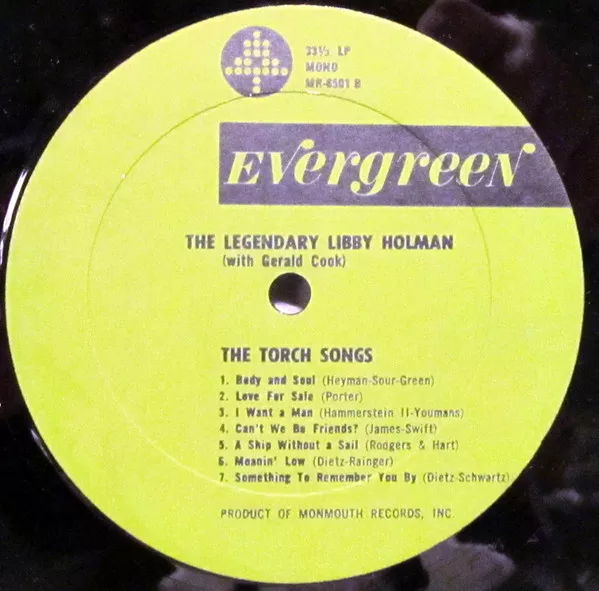 33⅓ LP
MONO
MR-6501 B
Evergreen
THE LEGENDARY LIBBY HOLMAN
(with Gerald Cook)
THE TORCH SONGS
1. Body and Soul (Heyman-Sour-Green)
2. Love For Sale (Porter)
3. I Want a Man (Hammerstein II-Youmans)
4. Can't We Be Friends? (James-Swift)
5. A Ship Without a Sail (Rodgers & Hart)
6. Moanin' Low (Dietz-Rainger)
7. Something To Remember You By (Dietz-Schwartz)
PRODUCT OF MONMOUTH RECORDS, INC.